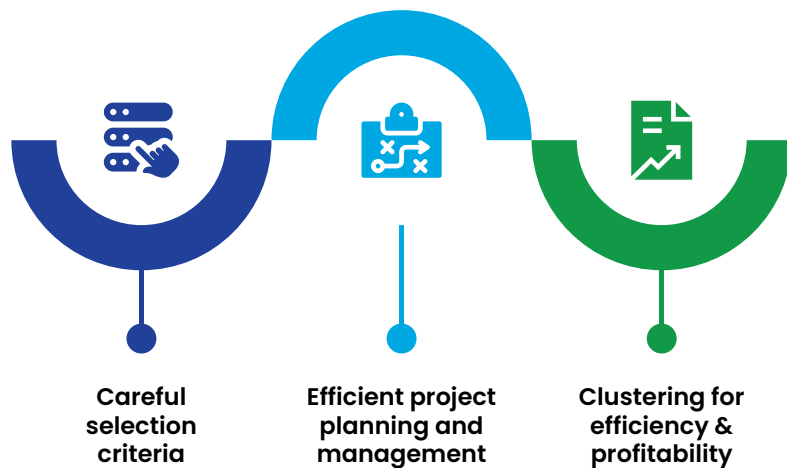 Careful
selection
criteria
Efficient project
planning and
management
Clustering for
efficiency &
profitability